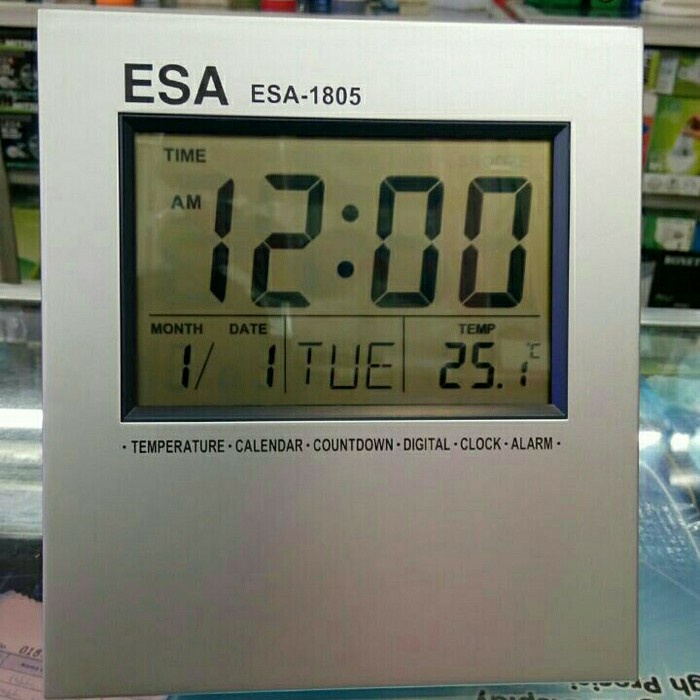 ESA ESA-1805
TIME
AM 12:00
MONTH DATE TEMP
1/ 1 TUE 25.1 °C
· TEMPERATURE · CALENDAR · COUNTDOWN · DIGITAL · CLOCK · ALARM ·